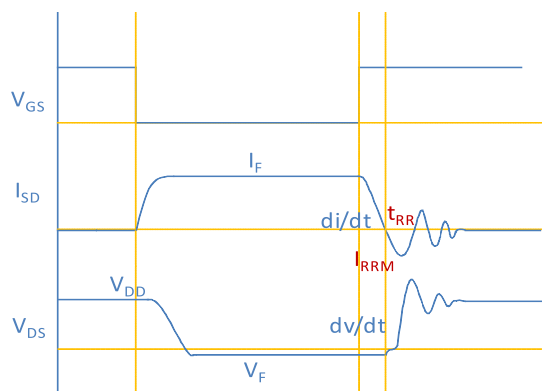 VGS
IF
ISD
tRR
di/dt
IRRM
VDD
VDS
dv/dt
VF